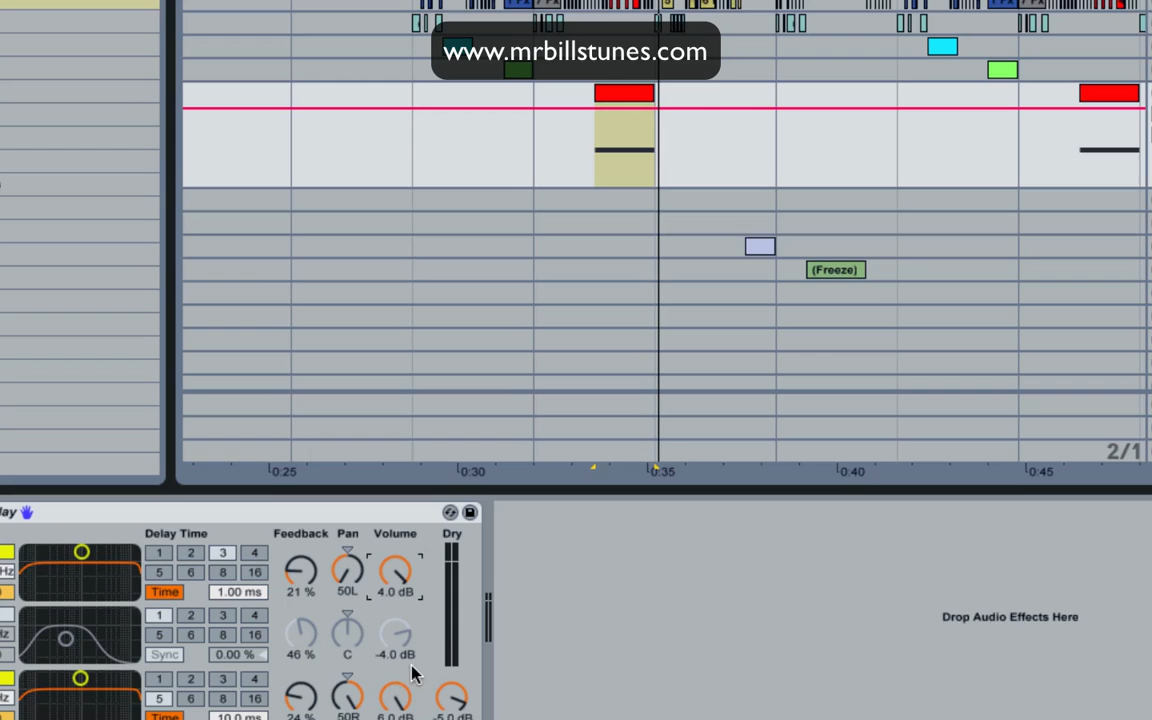 www.mrbillstunes.com
(Freeze)
2/1
0:25 0:30 0:35 0:40 0:45
lay
Delay Time Feedback Pan Volume Dry
1 2 3 4
Hz 5 6 8 16
Time 1.00 ms 21 % 50L 4.0 dB
1 2 3 4
Hz 5 6 8 16
Sync 0.00 % 46 % C -4.0 dB
Drop Audio Effects Here
1 2 3 4
Hz 5 6 8 16
Time 10.0 ms 24 % 50R 6.0 dB -5.0 dB